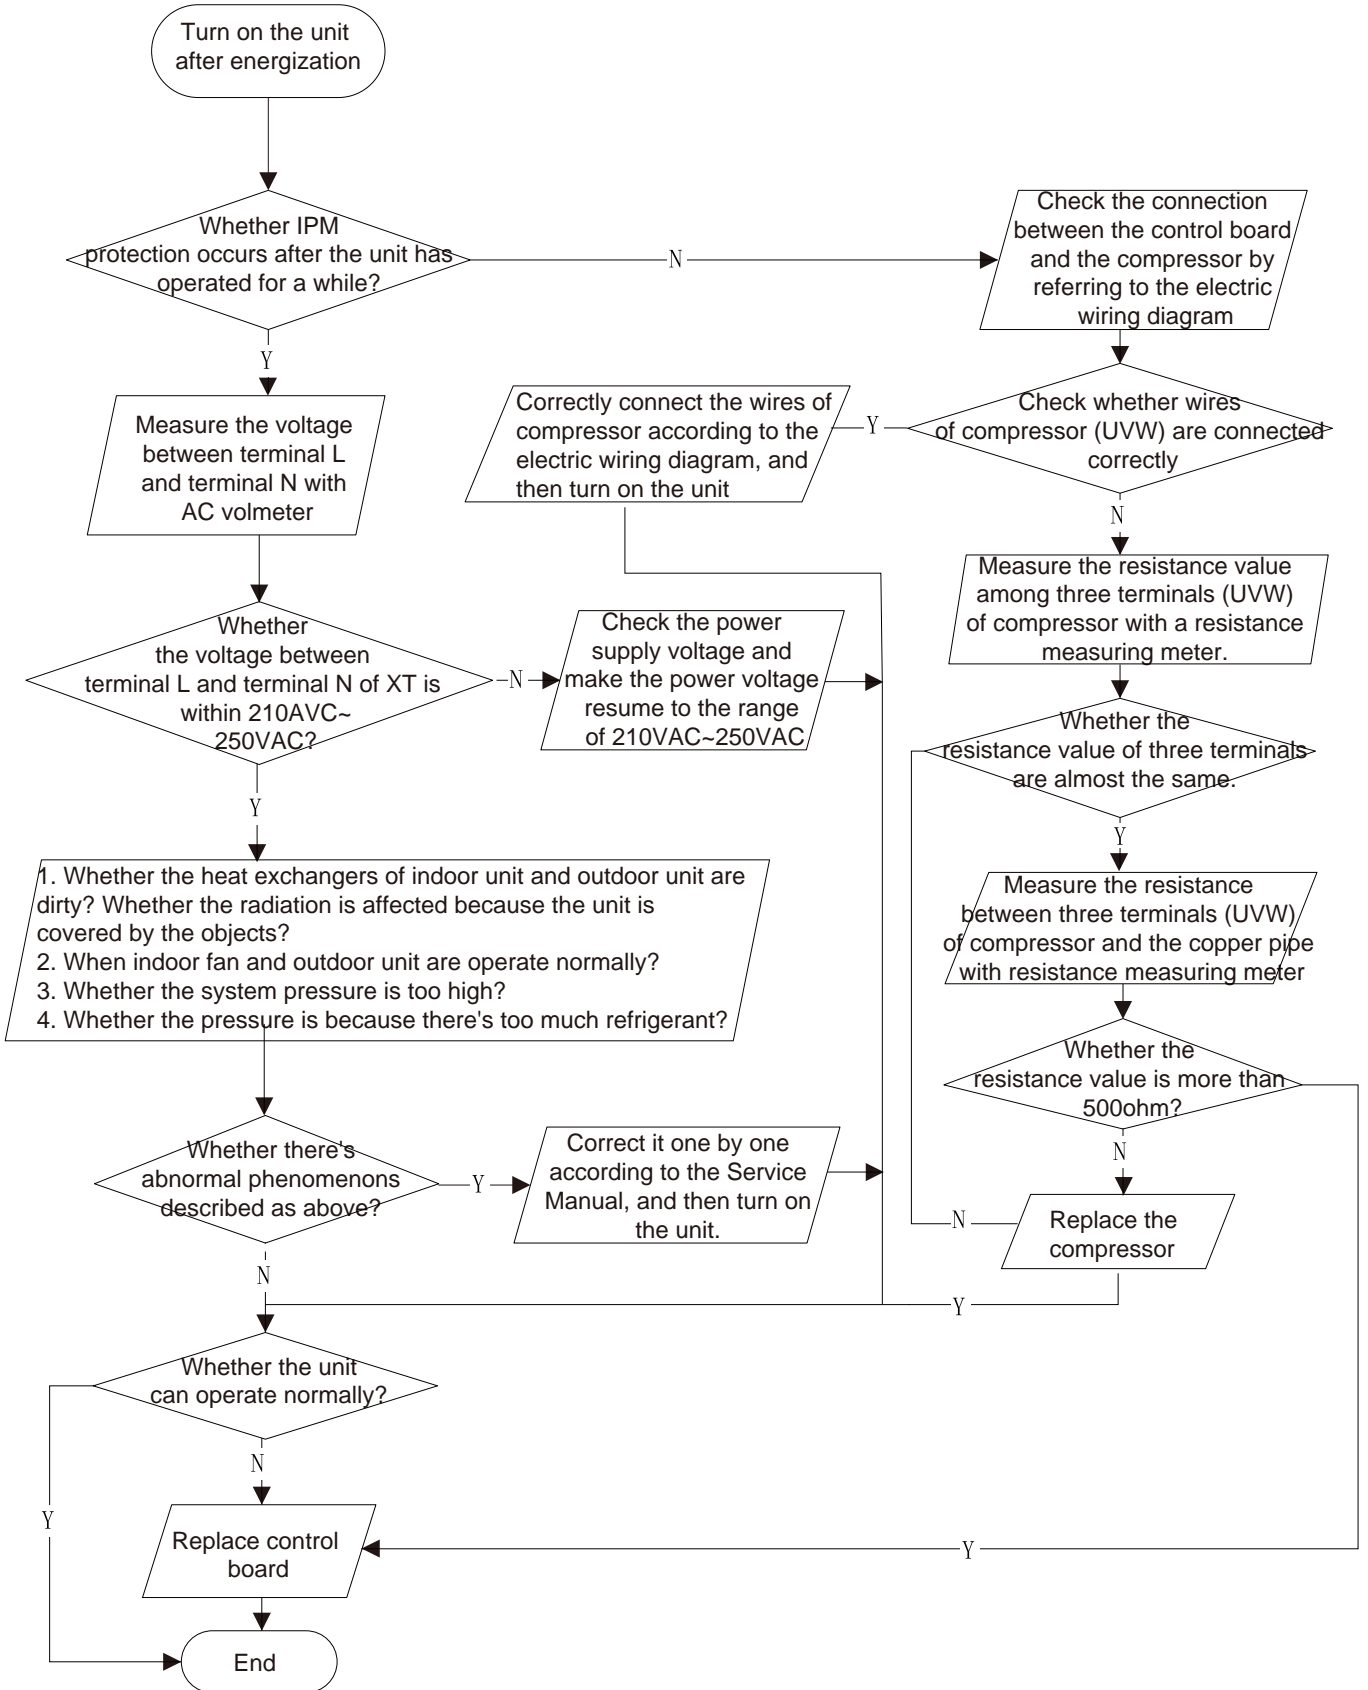 Turn on the unit
after energization
Whether IPM
protection occurs after the unit has
operated for a while?
N
Check the connection
between the control board
and the compressor by
referring to the electric
wiring diagram
Y
Measure the voltage
between terminal L
and terminal N with
AC volmeter
Correctly connect the wires of
compressor according to the
electric wiring diagram, and
then turn on the unit
Y
Check whether wires
of compressor (UVW) are connected
correctly
N
Measure the resistance value
among three terminals (UVW)
of compressor with a resistance
measuring meter.
Whether
the voltage between
terminal L and terminal N of XT is
within 210AVC~
250VAC?
N
Check the power
supply voltage and
make the power voltage
resume to the range
of 210VAC~250VAC
Whether the
resistance value of three terminals
are almost the same.
Y
Y
1. Whether the heat exchangers of indoor unit and outdoor unit are
dirty? Whether the radiation is affected because the unit is
covered by the objects?
2. When indoor fan and outdoor unit are operate normally?
3. Whether the system pressure is too high?
4. Whether the pressure is because there's too much refrigerant?
Measure the resistance
between three terminals (UVW)
of compressor and the copper pipe
with resistance measuring meter
Whether the
resistance value is more than
500ohm?
N
Whether there's
abnormal phenomenons
described as above?
Y
Correct it one by one
according to the Service
Manual, and then turn on
the unit.
N
Replace the
compressor
N
Y
Whether the unit
can operate normally?
N
Y
Replace control
board
Y
End